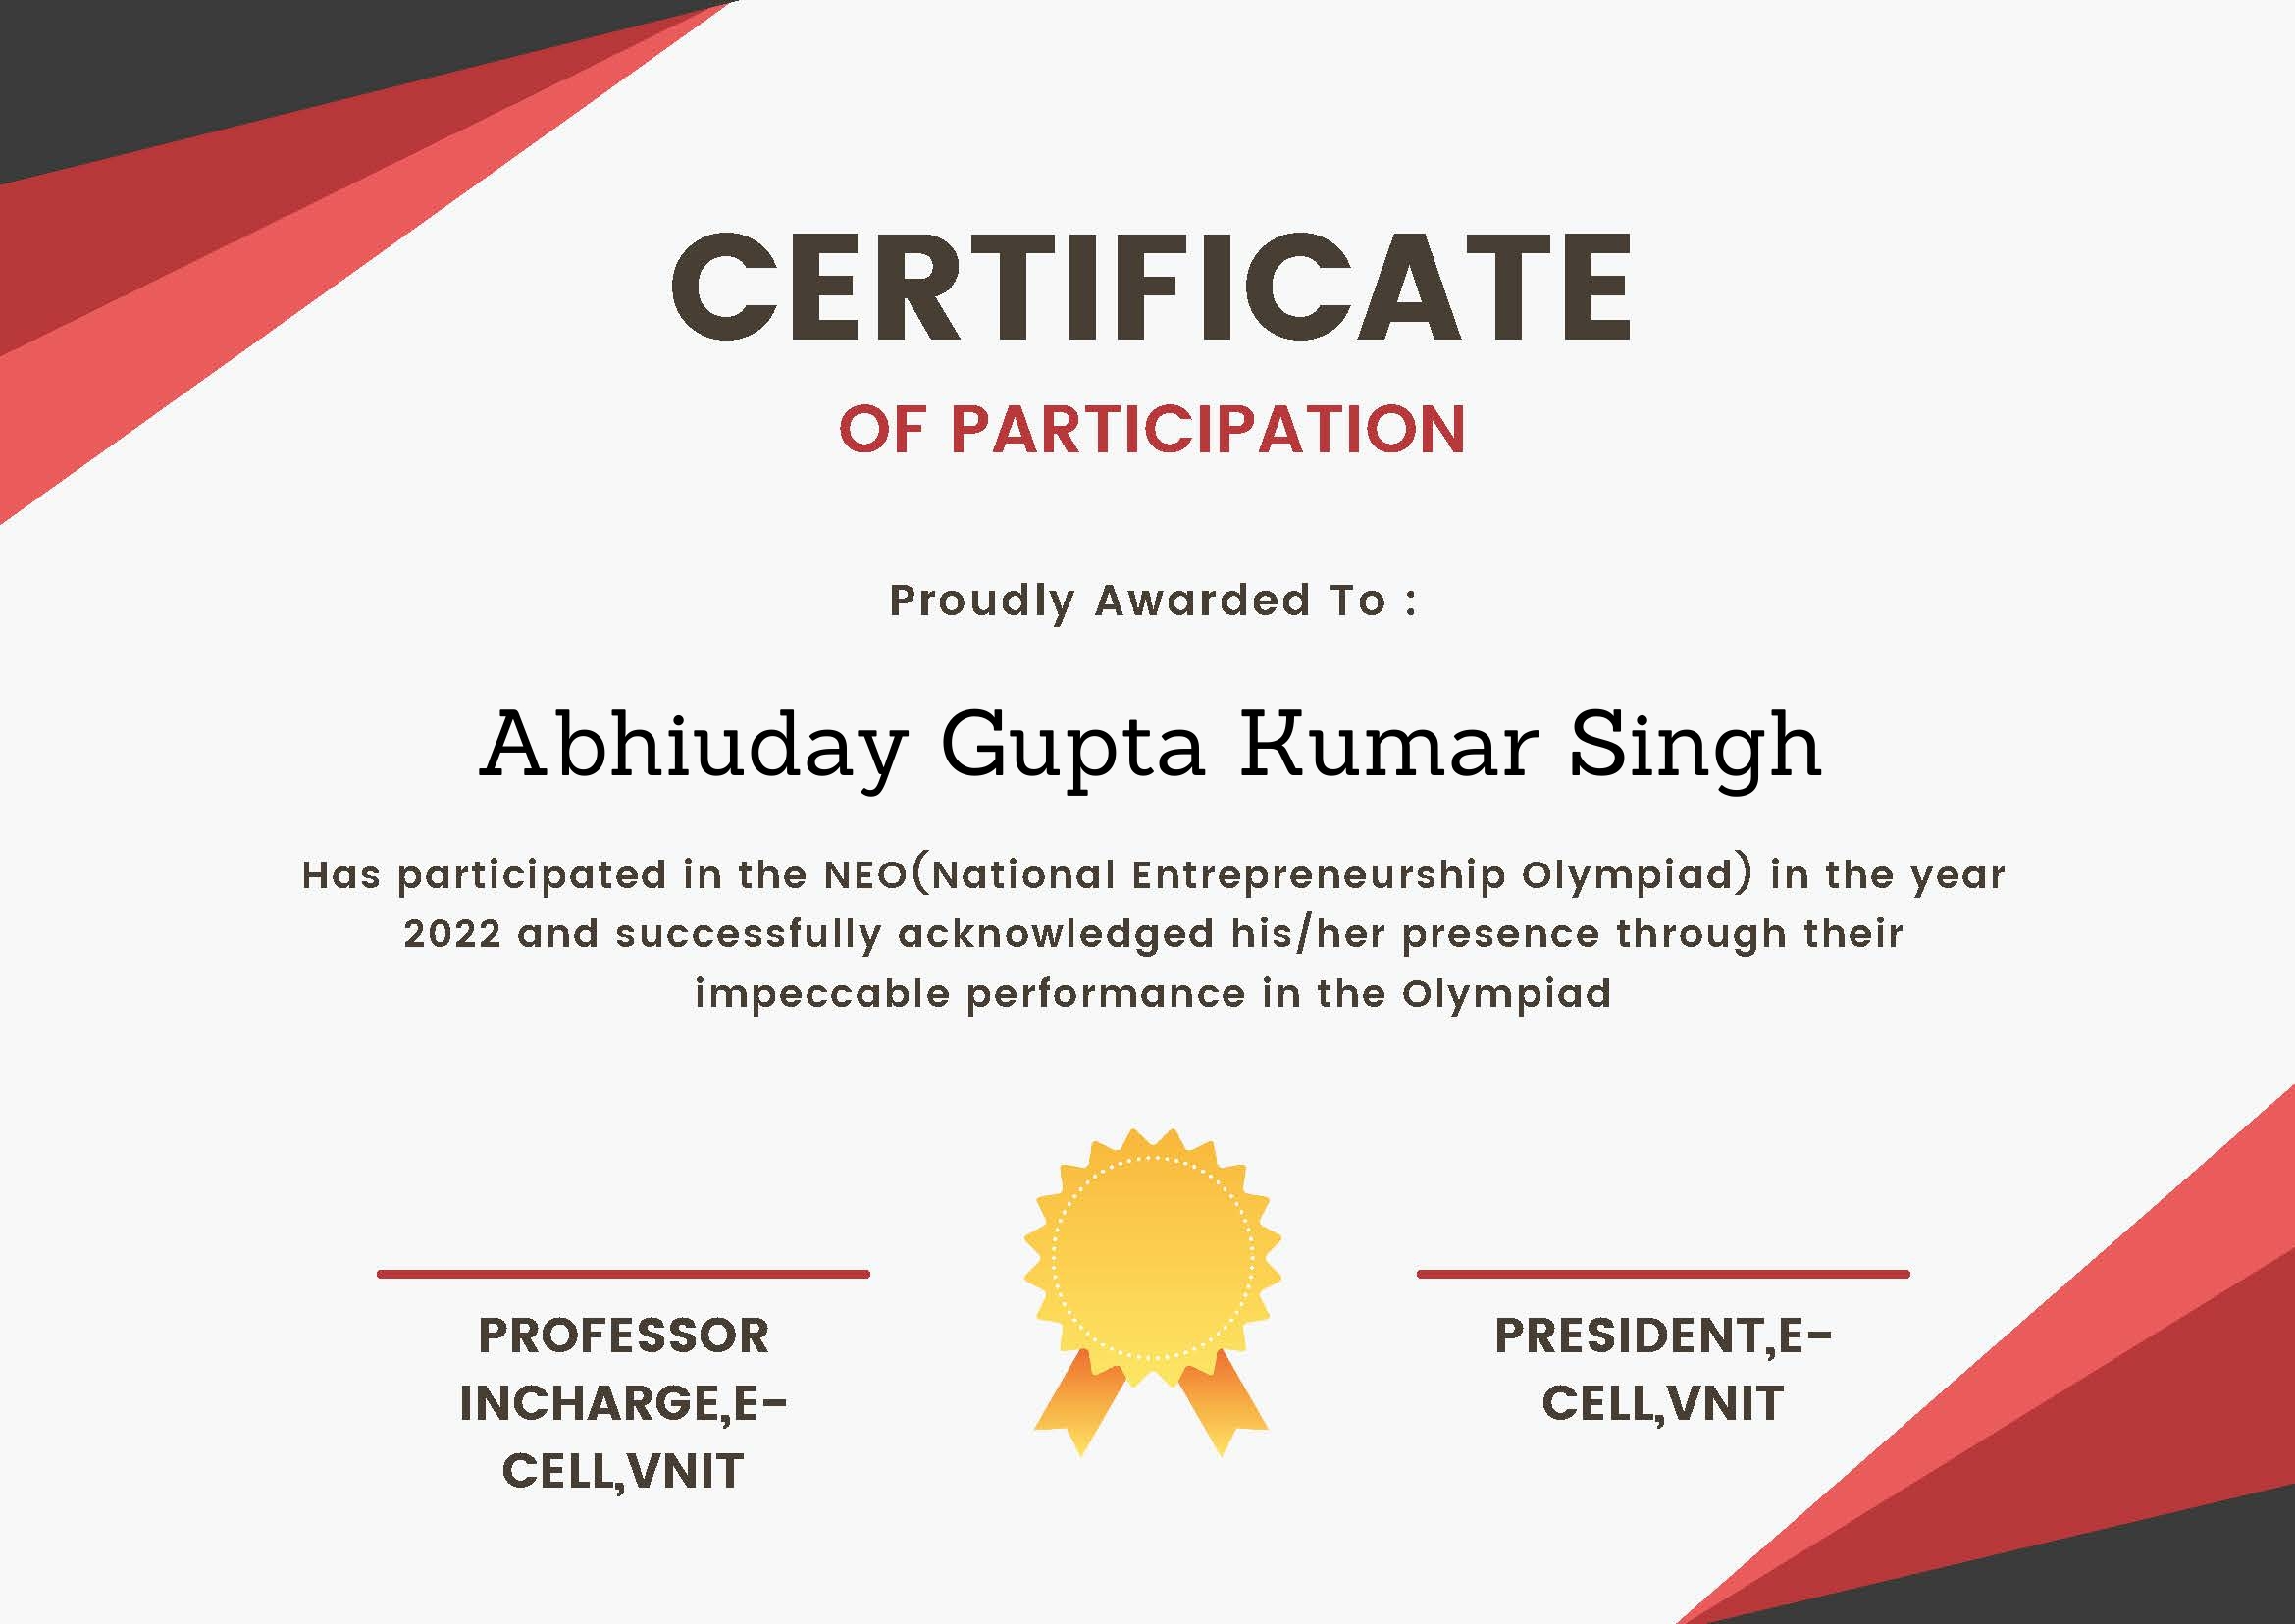 CERTIFICATE
OF PARTICIPATION
Proudly Awarded To :
Abhiuday Gupta Kumar Singh
Has participated in the NEO(National Entrepreneurship Olympiad) in the year
2022 and successfully acknowledged his/her presence through their
impeccable performance in the Olympiad
PROFESSOR
INCHARGE,E-
CELL,VNIT
PRESIDENT,E-
CELL,VNIT